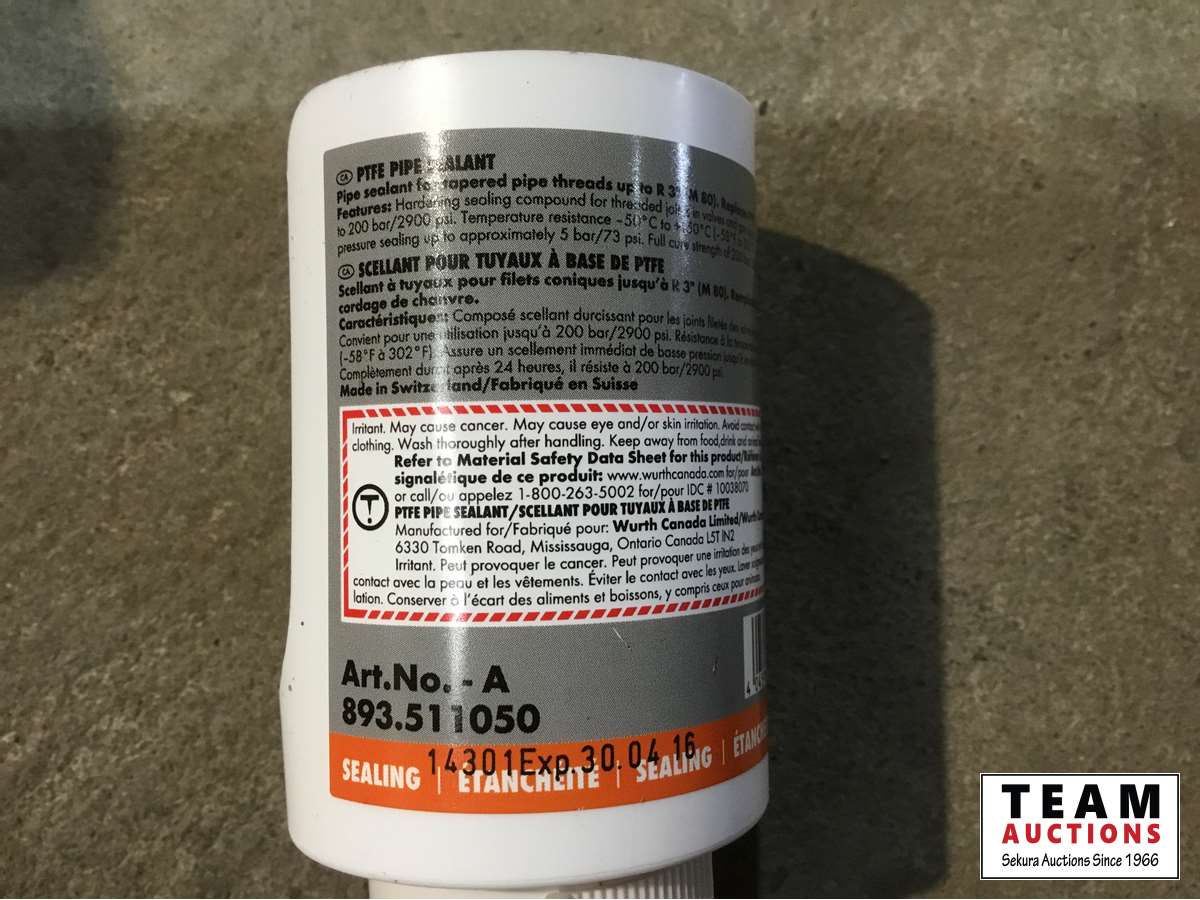 CA PTFE PIPE SEALANT
Pipe sealant for tapered pipe threads up to R 3" (M 80).
Features: Hardening sealing compound for threaded joints in valves and
to 200 bar/2900 psi. Temperature resistance -50°C to +150°C (-58°F
pressure sealing up to approximately 5 bar/73 psi. Full cure strength of
CA SCELLANT POUR TUYAUX À BASE DE PTFE
Scellant à tuyaux pour filets coniques jusqu'à R 3" (M 80).
cordage de chanvre.
Caractéristiques: Composé scellant durcissant pour les joints filetés des
Convient pour une utilisation jusqu'à 200 bar/2900 psi. Résistance à la
(-58°F à 302°F). Assure un scellement immédiat de basse pression jusqu'à
Complètement durci après 24 heures, il résiste à 200 bar/2900 psi.
Made in Switzerland/Fabriqué en Suisse
Irritant. May cause cancer. May cause eye and/or skin irritation. Avoid contact
clothing. Wash thoroughly after handling. Keep away from food,drink and
Refer to Material Safety Data Sheet for this product/
signalétique de ce produit: www.wurthcanada.com for/pour
or call/ou appelez 1-800-263-5002 for/pour IDC # 10038070
PTFE PIPE SEALANT/SCELLANT POUR TUYAUX À BASE DE PTFE
Manufactured for/Fabriqué pour: Wurth Canada Limited/Wurth
6330 Tomken Road, Mississauga, Ontario Canada L5T 1N2
Irritant. Peut provoquer le cancer. Peut provoquer une irritation des yeux
contact avec la peau et les vêtements. Éviter le contact avec les yeux. Laver
lation. Conserver à l'écart des aliments et boissons, y compris ceux pour animaux.
Art.No. - A
893.511050
14301Exp.30.04.16
SEALING | ÉTANCHÉITÉ | SEALING |
TEAM
AUCTIONS
Sekura Auctions Since 1966